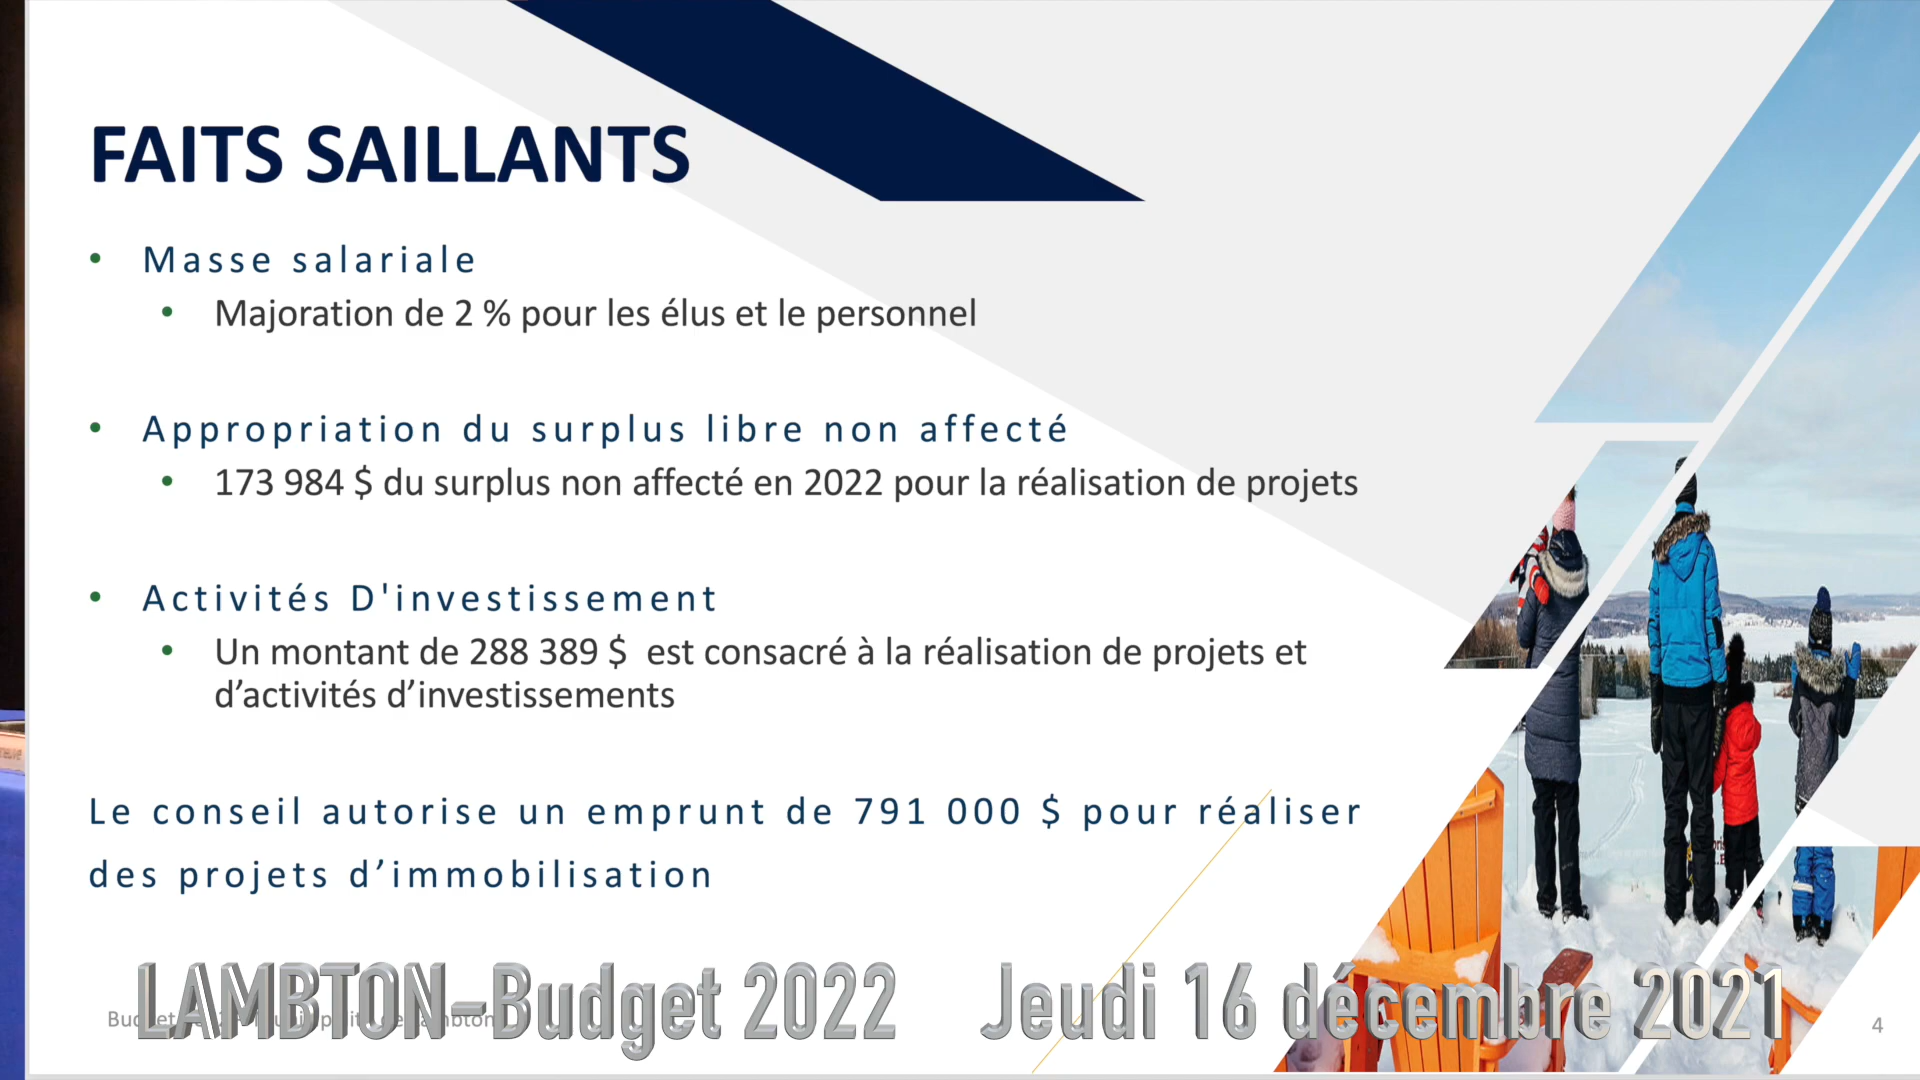 FAITS SAILLANTS
• Masse salariale
• Majoration de 2 % pour les élus et le personnel
• Appropriation du surplus libre non affecté
• 173 984 $ du surplus non affecté en 2022 pour la réalisation de projets
• Activités D'investissement
• Un montant de 288 389 $ est consacré à la réalisation de projets et
d’activités d’investissements
Le conseil autorise un emprunt de 791 000 $ pour réaliser
des projets d’immobilisation
LAMBTON-Budget 2022 Jeudi 16 décembre 2021
4